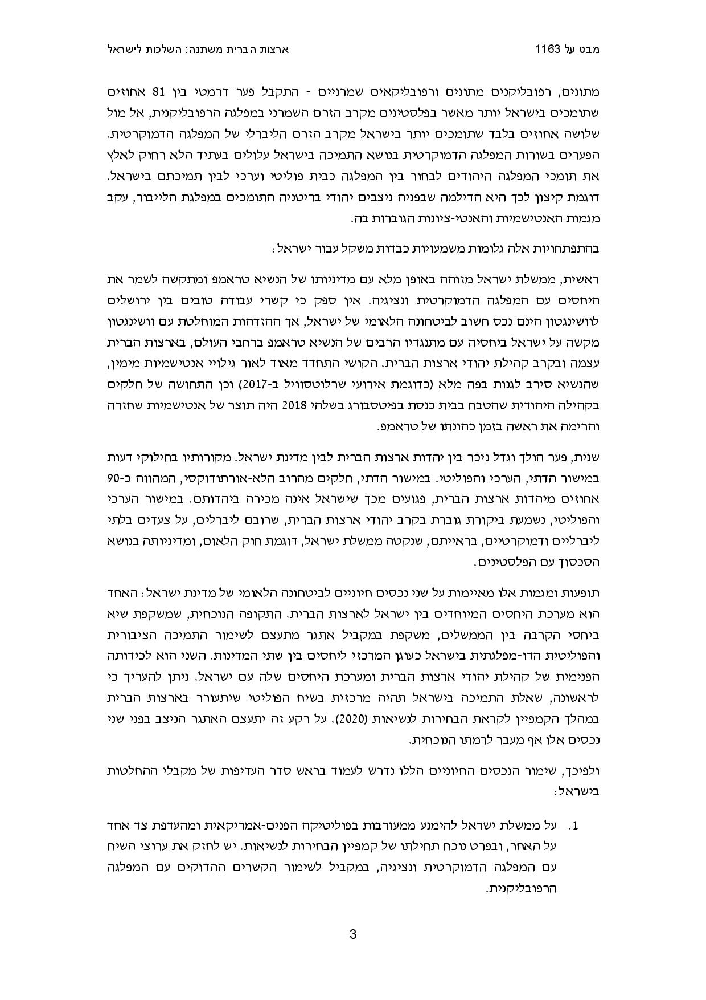 מבט על 1163
ארצות הברית משתנה: השלכות לישראל
מתונים, רפובליקנים מתונים ורפובליקאים שמרניים - התקבל פער דרמטי בין 81 אחוזים
שתומכים בישראל יותר מאשר בפלסטינים מקרב הזרם השמרני במפלגה הרפובליקנית, אל מול
שלושה אחוזים בלבד שתומכים יותר בישראל מקרב הזרם הליברלי של המפלגה הדמוקרטית.
הפערים בשורות המפלגה הדמוקרטית בנושא התמיכה בישראל עלולים בעתיד הלא רחוק לאלץ
את תומכי המפלגה היהודים לבחור בין המפלגה כבית פוליטי וערכי לבין תמיכתם בישראל.
דוגמת קיצון לכך היא הדילמה שבפניה ניצבים יהודי בריטניה התומכים במפלגת הלייבור, עקב
מגמות האנטישמיות והאנטי-ציונות הגוברות בה.
בהתפתחויות אלה גלומות משמעויות כבדות משקל עבור ישראל:
ראשית, ממשלת ישראל מזוהה באופן מלא עם מדיניותו של הנשיא טראמפ ומתקשה לשמר את
היחסים עם המפלגה הדמוקרטית ונציגיה. אין ספק כי קשרי עבודה טובים בין ירושלים
לוושינגטון הינם נכס חשוב לביטחונה הלאומי של ישראל, אך ההזדהות המוחלטת עם וושינגטון
מקשה על ישראל ביחסיה עם מתנגדיו הרבים של הנשיא טראמפ ברחבי העולם, בארצות הברית
עצמה ובקרב קהילת יהודי ארצות הברית. הקושי התחדד מאוד לאור גילויי אנטישמיות מימין,
שהנשיא סירב לגנות בפה מלא (כדוגמת אירועי שרלוטסוויל ב-2017) וכן התחושה של חלקים
בקהילה היהודית שהטבח בבית כנסת בפיטסבורג בשלהי 2018 היה תוצר של אנטישמיות שחזרה
והרימה את ראשה בזמן כהונתו של טראמפ.
שנית, פער הולך וגדל ניכר בין יהדות ארצות הברית לבין מדינת ישראל. מקורותיו בחילוקי דעות
במישור הדתי, הערכי והפוליטי. במישור הדתי, חלקים מהרוב הלא-אורתודוקסי, המהווה כ-90
אחוזים מיהדות ארצות הברית, פגועים מכך שישראל אינה מכירה ביהדותם. במישור הערכי
והפוליטי, נשמעת ביקורת גוברת בקרב יהודי ארצות הברית, שרובם ליברלים, על צעדים בלתי
ליברליים ודמוקרטיים, בראייתם, שנקטה ממשלת ישראל, דוגמת חוק הלאום, ומדיניותה בנושא
הסכסוך עם הפלסטינים.
תופעות ומגמות אלו מאיימות על שני נכסים חיוניים לביטחונה הלאומי של מדינת ישראל: האחד
הוא מערכת היחסים המיוחדים בין ישראל לארצות הברית. התקופה הנוכחית, שמשקפת שיא
ביחסי הקרבה בין הממשלים, משקפת במקביל אתגר מתעצם לשימור התמיכה הציבורית
והפוליטית הדו-מפלגתית בישראל כעוגן המרכזי ליחסים בין שתי המדינות. השני הוא לכידותה
הפנימית של קהילת יהודי ארצות הברית ומערכת היחסים שלה עם ישראל. ניתן להעריך כי
לראשונה, שאלת התמיכה בישראל תהיה מרכזית בשיח הפוליטי שיתעורר בארצות הברית
במהלך הקמפיין לקראת הבחירות לנשיאות (2020). על רקע זה יתעצם האתגר הניצב בפני שני
נכסים אלו אף מעבר לרמתו הנוכחית.
ולפיכך, שימור הנכסים החיוניים הללו נדרש לעמוד בראש סדר העדיפות של מקבלי ההחלטות
בישראל:
1. על ממשלת ישראל להימנע ממעורבות בפוליטיקה הפנים-אמריקאית ומהעדפת צד אחד
על האחר, ובפרט נוכח תחילתו של קמפיין הבחירות לנשיאות. יש לחזק את ערוצי השיח
עם המפלגה הדמוקרטית ונציגיה, במקביל לשימור הקשרים ההדוקים עם המפלגה
הרפובליקנית.
3